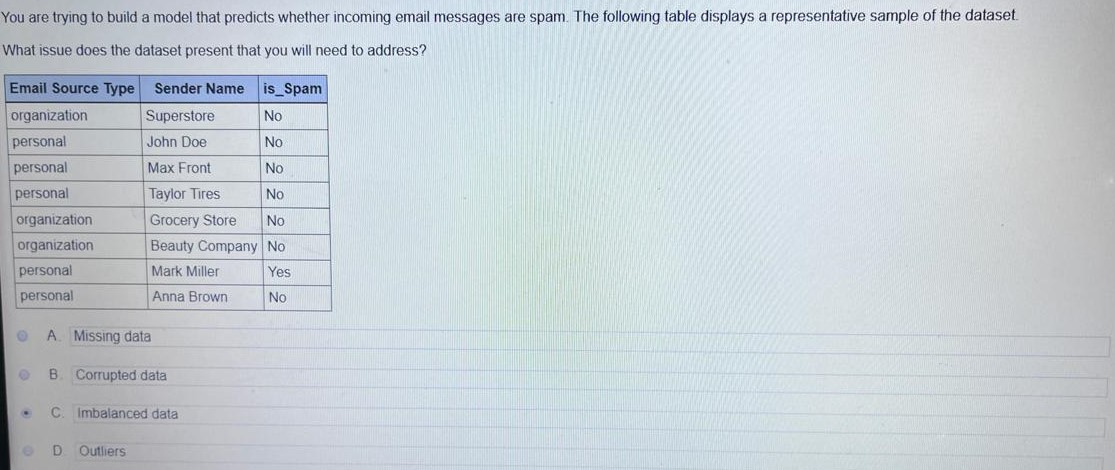 You are trying to build a model that predicts whether incoming email messages are spam. The following table displays a representative sample of the dataset.
What issue does the dataset present that you will need to address?
Email Source Type Sender Name is_Spam
organization Superstore No
personal John Doe No
personal Max Front No
personal Taylor Tires No
organization Grocery Store No
organization Beauty Company No
personal Mark Miller Yes
personal Anna Brown No
A. Missing data
B. Corrupted data
C. Imbalanced data
D. Outliers